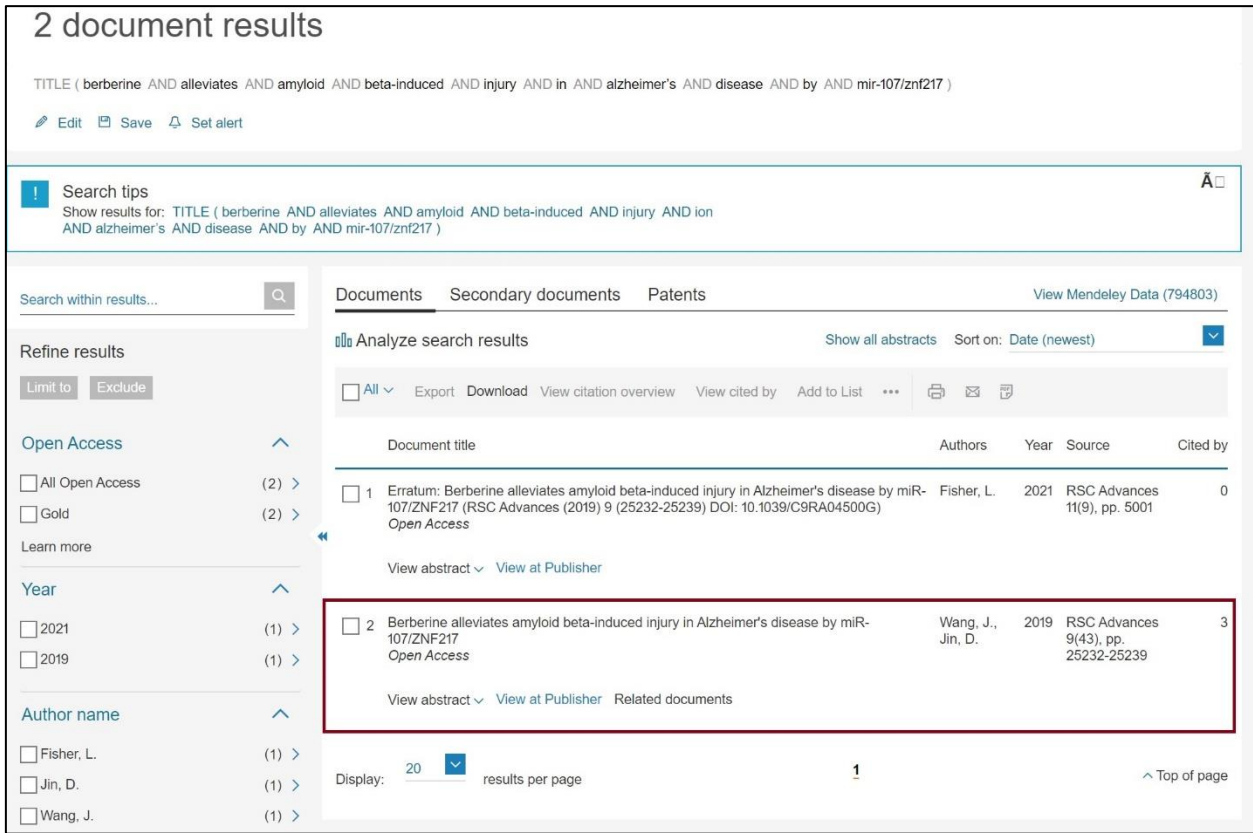 2 document results
TITLE ( berberine AND alleviates AND amyloid AND beta-induced AND injury AND in AND alzheimer's AND disease AND by AND mir-107/znf217 )
Edit Save Set alert
! Search tips
Ã□
Show results for: TITLE ( berberine AND alleviates AND amyloid AND beta-induced AND injury AND ion
AND alzheimer's AND disease AND by AND mir-107/znf217 )
Search within results...
Refine results
Limit to Exclude
Open Access
All Open Access (2) >
Gold (2) >
Learn more
Year
2021 (1) >
2019 (1) >
Author name
Fisher, L. (1) >
Jin, D. (1) >
Wang, J. (1) >
Documents Secondary documents Patents View Mendeley Data (794803)
Analyze search results Show all abstracts Sort on: Date (newest)
All Export Download View citation overview View cited by Add to List •••
Document title Authors Year Source Cited by
1 Erratum: Berberine alleviates amyloid beta-induced injury in Alzheimer's disease by miR- Fisher, L. 2021 RSC Advances 0
107/ZNF217 (RSC Advances (2019) 9 (25232-25239) DOI: 10.1039/C9RA04500G) 11(9), pp. 5001
Open Access
View abstract View at Publisher
2 Berberine alleviates amyloid beta-induced injury in Alzheimer's disease by miR- Wang, J., 2019 RSC Advances 3
107/ZNF217 Jin, D. 9(43), pp.
Open Access 25232-25239
View abstract View at Publisher Related documents
Display: 20 results per page 1 Top of page